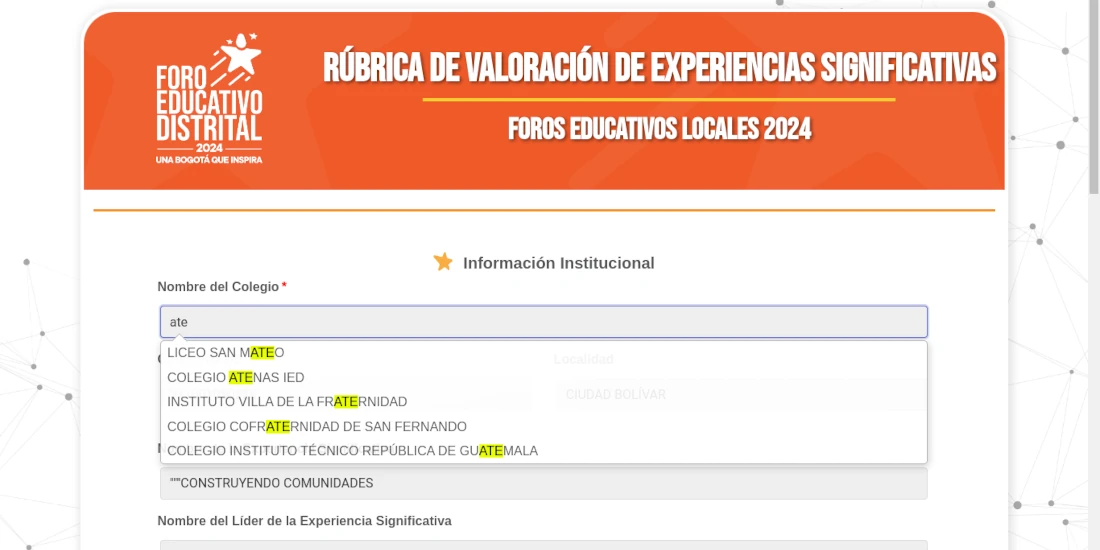 FORO
EDUCATIVO
DISTRITAL
2024
UNA BOGOTÁ QUE INSPIRA
RÚBRICA DE VALORACIÓN DE EXPERIENCIAS SIGNIFICATIVAS
FOROS EDUCATIVOS LOCALES 2024
Información Institucional
Nombre del Colegio *
ate
LICEO SAN MATEO
Localidad
COLEGIO ATENAS IED
CIUDAD BOLÍVAR
INSTITUTO VILLA DE LA FRATERNIDAD
COLEGIO COFRATERNIDAD DE SAN FERNANDO
COLEGIO INSTITUTO TÉCNICO REPÚBLICA DE GUATEMALA
"""CONSTRUYENDO COMUNIDADES
Nombre del Líder de la Experiencia Significativa